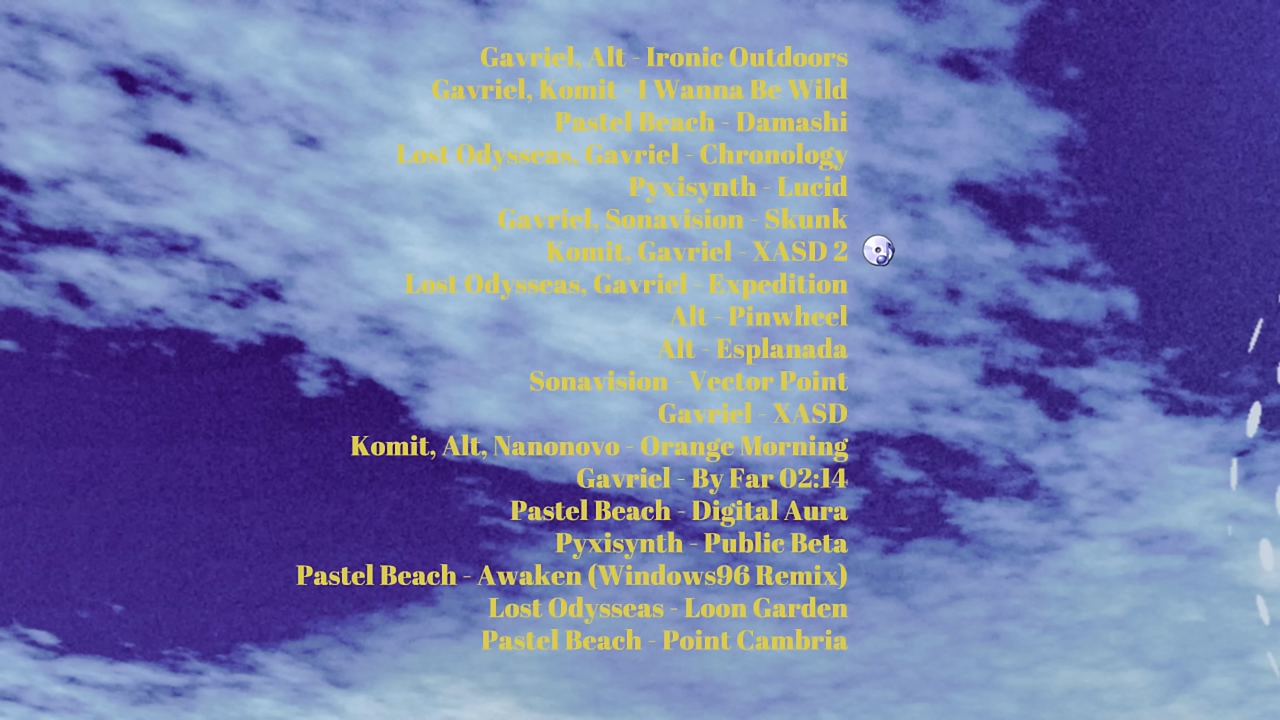 Gavriel, Alt - Ironic Outdoors
Gavriel, Komit - I Wanna Be Wild
Pastel Beach - Damashi
Lost Odysseas, Gavriel - Chronology
Pyxisynth - Lucid
Gavriel, Sonavision - Skunk
Komit, Gavriel - XASD 2
Lost Odysseas, Gavriel - Expedition
Alt - Pinwheel
Alt - Esplanada
Sonavision - Vector Point
Gavriel - XASD
Komit, Alt, Nanonovo - Orange Morning
Gavriel - By Far 02:14
Pastel Beach - Digital Aura
Pyxisynth - Public Beta
Pastel Beach - Awaken (Windows96 Remix)
Lost Odysseas - Loon Garden
Pastel Beach - Point Cambria